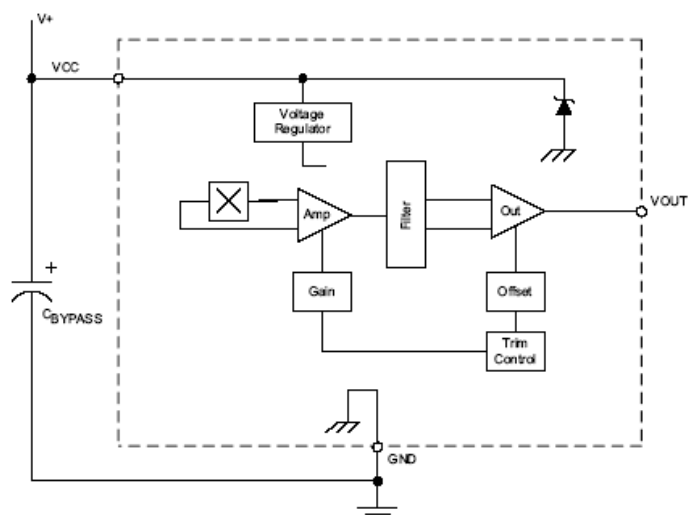 V+
VCC
Voltage
Regulator
Amp
Filter
Out
VOUT
+
CBYPASS
Gain
Offset
Trim
Control
GND